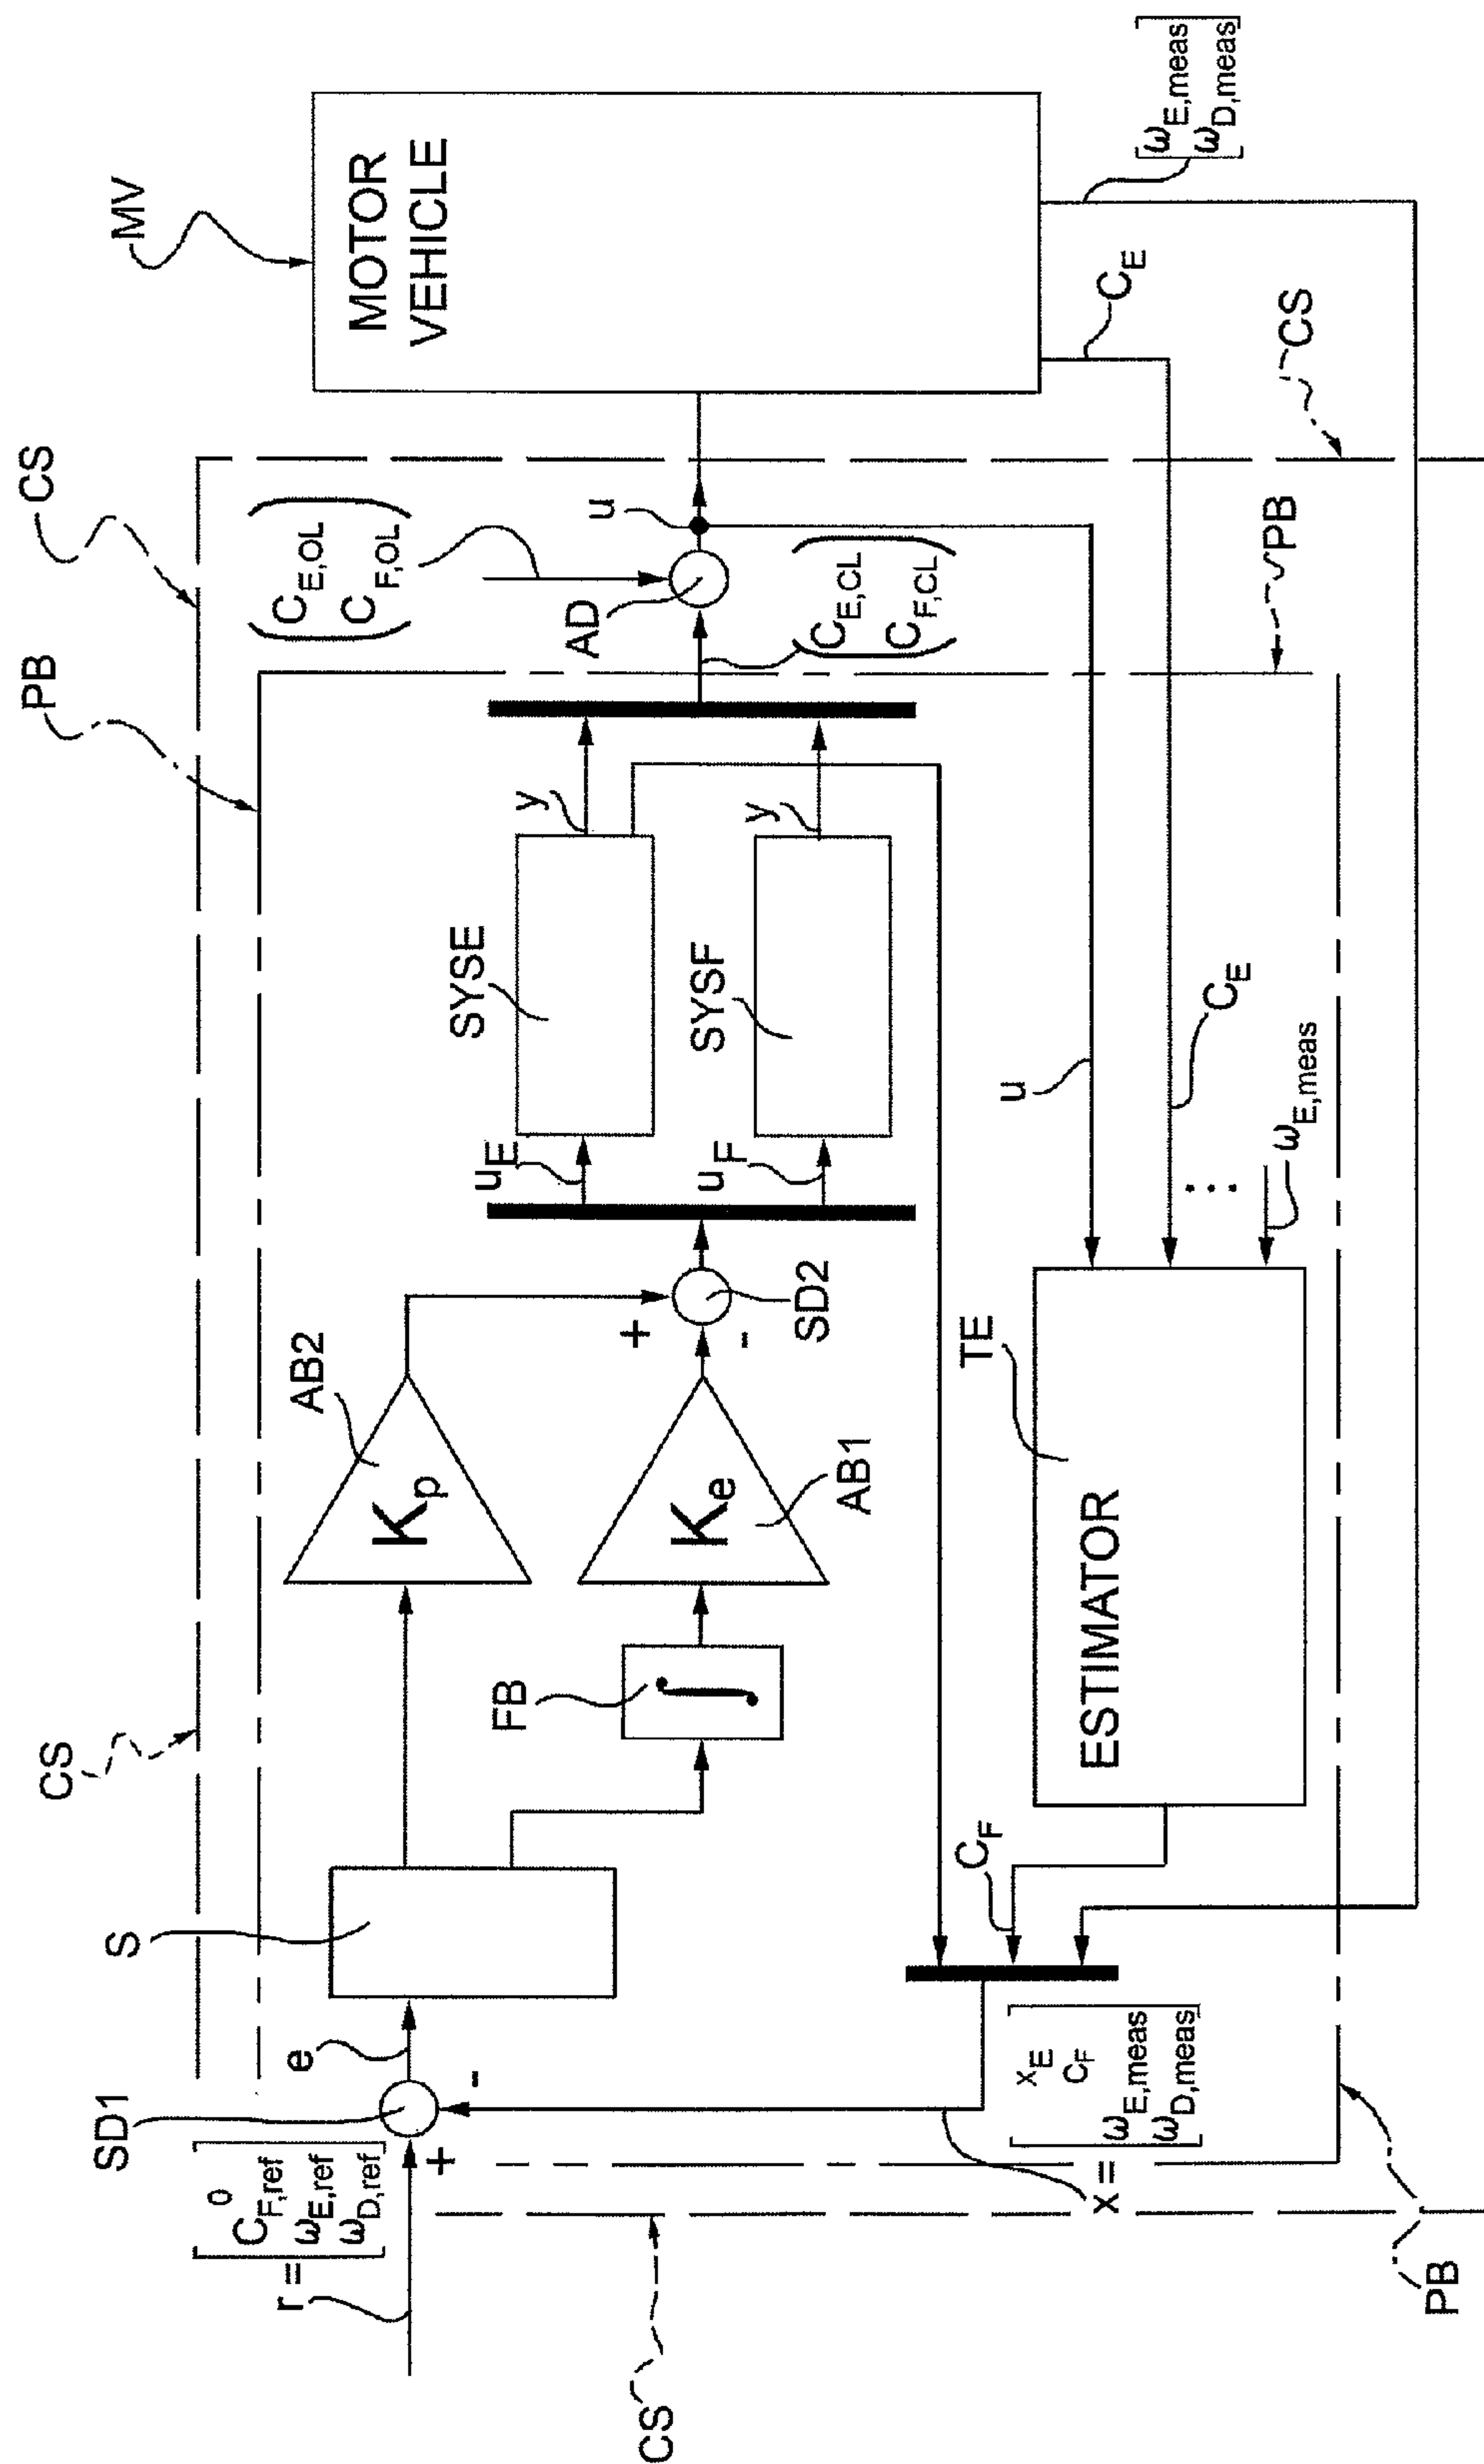 CS
PB
MV
MOTOR
VEHICLE
CS
C_E,OL
C_F,OL
u
AD
C_E,CL
C_F,CL
[ω_E,meas
ω_D,meas]
C_E
CS
PB
y
y
SYSE
SYSF
u_E
u_F
u
C_E
⋮
ω_E,meas
AB2
K_p
+
-
SD2
K_e
AB1
TE
ESTIMATOR
FB
∫
CS
S
e
C_F
SD1
-
+
r = [0
C_F,ref
ω_E,ref
ω_D,ref]
x = [x_E
C_F
ω_E,meas
ω_D,meas]
CS
PB